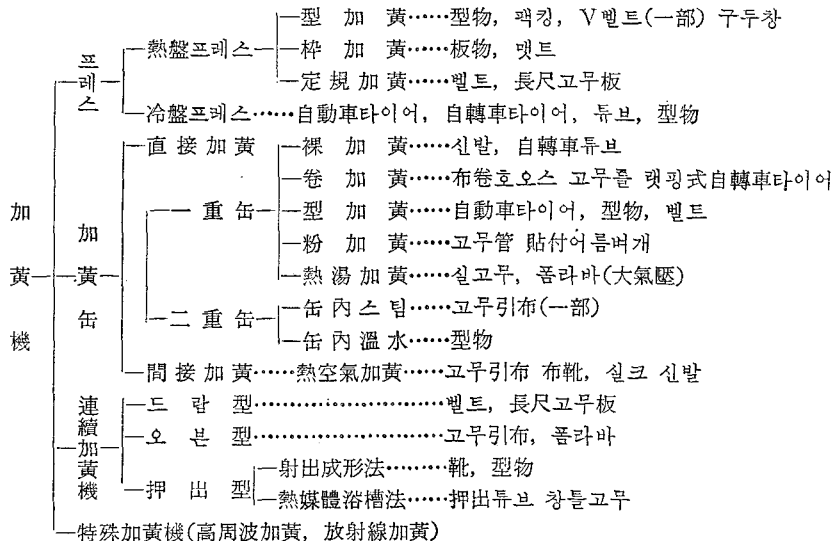 型加黃……型物, 패킹, V벨트(一部) 구두창
熱盤프레스 枠加黃……板物, 맷트
프레스
定規加黃……벨트, 長尺고무板
冷盤프레스……自動車타이어, 自轉車타이어, 튜브, 型物
直接加黃 裸加黃……신발, 自轉車튜브
卷加黃……布卷호오스 고무롤 랫핑式自轉車타이어
一重缶 型加黃……自動車타이어, 型物, 벨트
粉加黃……고무管 貼付어름벼개
加黃機
加黃缶
熱湯加黃……실고무, 폼라바(大氣壓)
二重缶 缶內스팀……고무引布(一部)
缶內溫水……型物
間接加黃……熱空氣加黃……고무引布 布靴, 실크 신발
連續加黃機
드람型……벨트, 長尺고무板
오븐型……고무引布, 폼라바
押出型 射出成形法……靴, 型物
熱媒體浴槽法……押出튜브 창틀고무
特殊加黃機(高周波加黃, 放射線加黃)